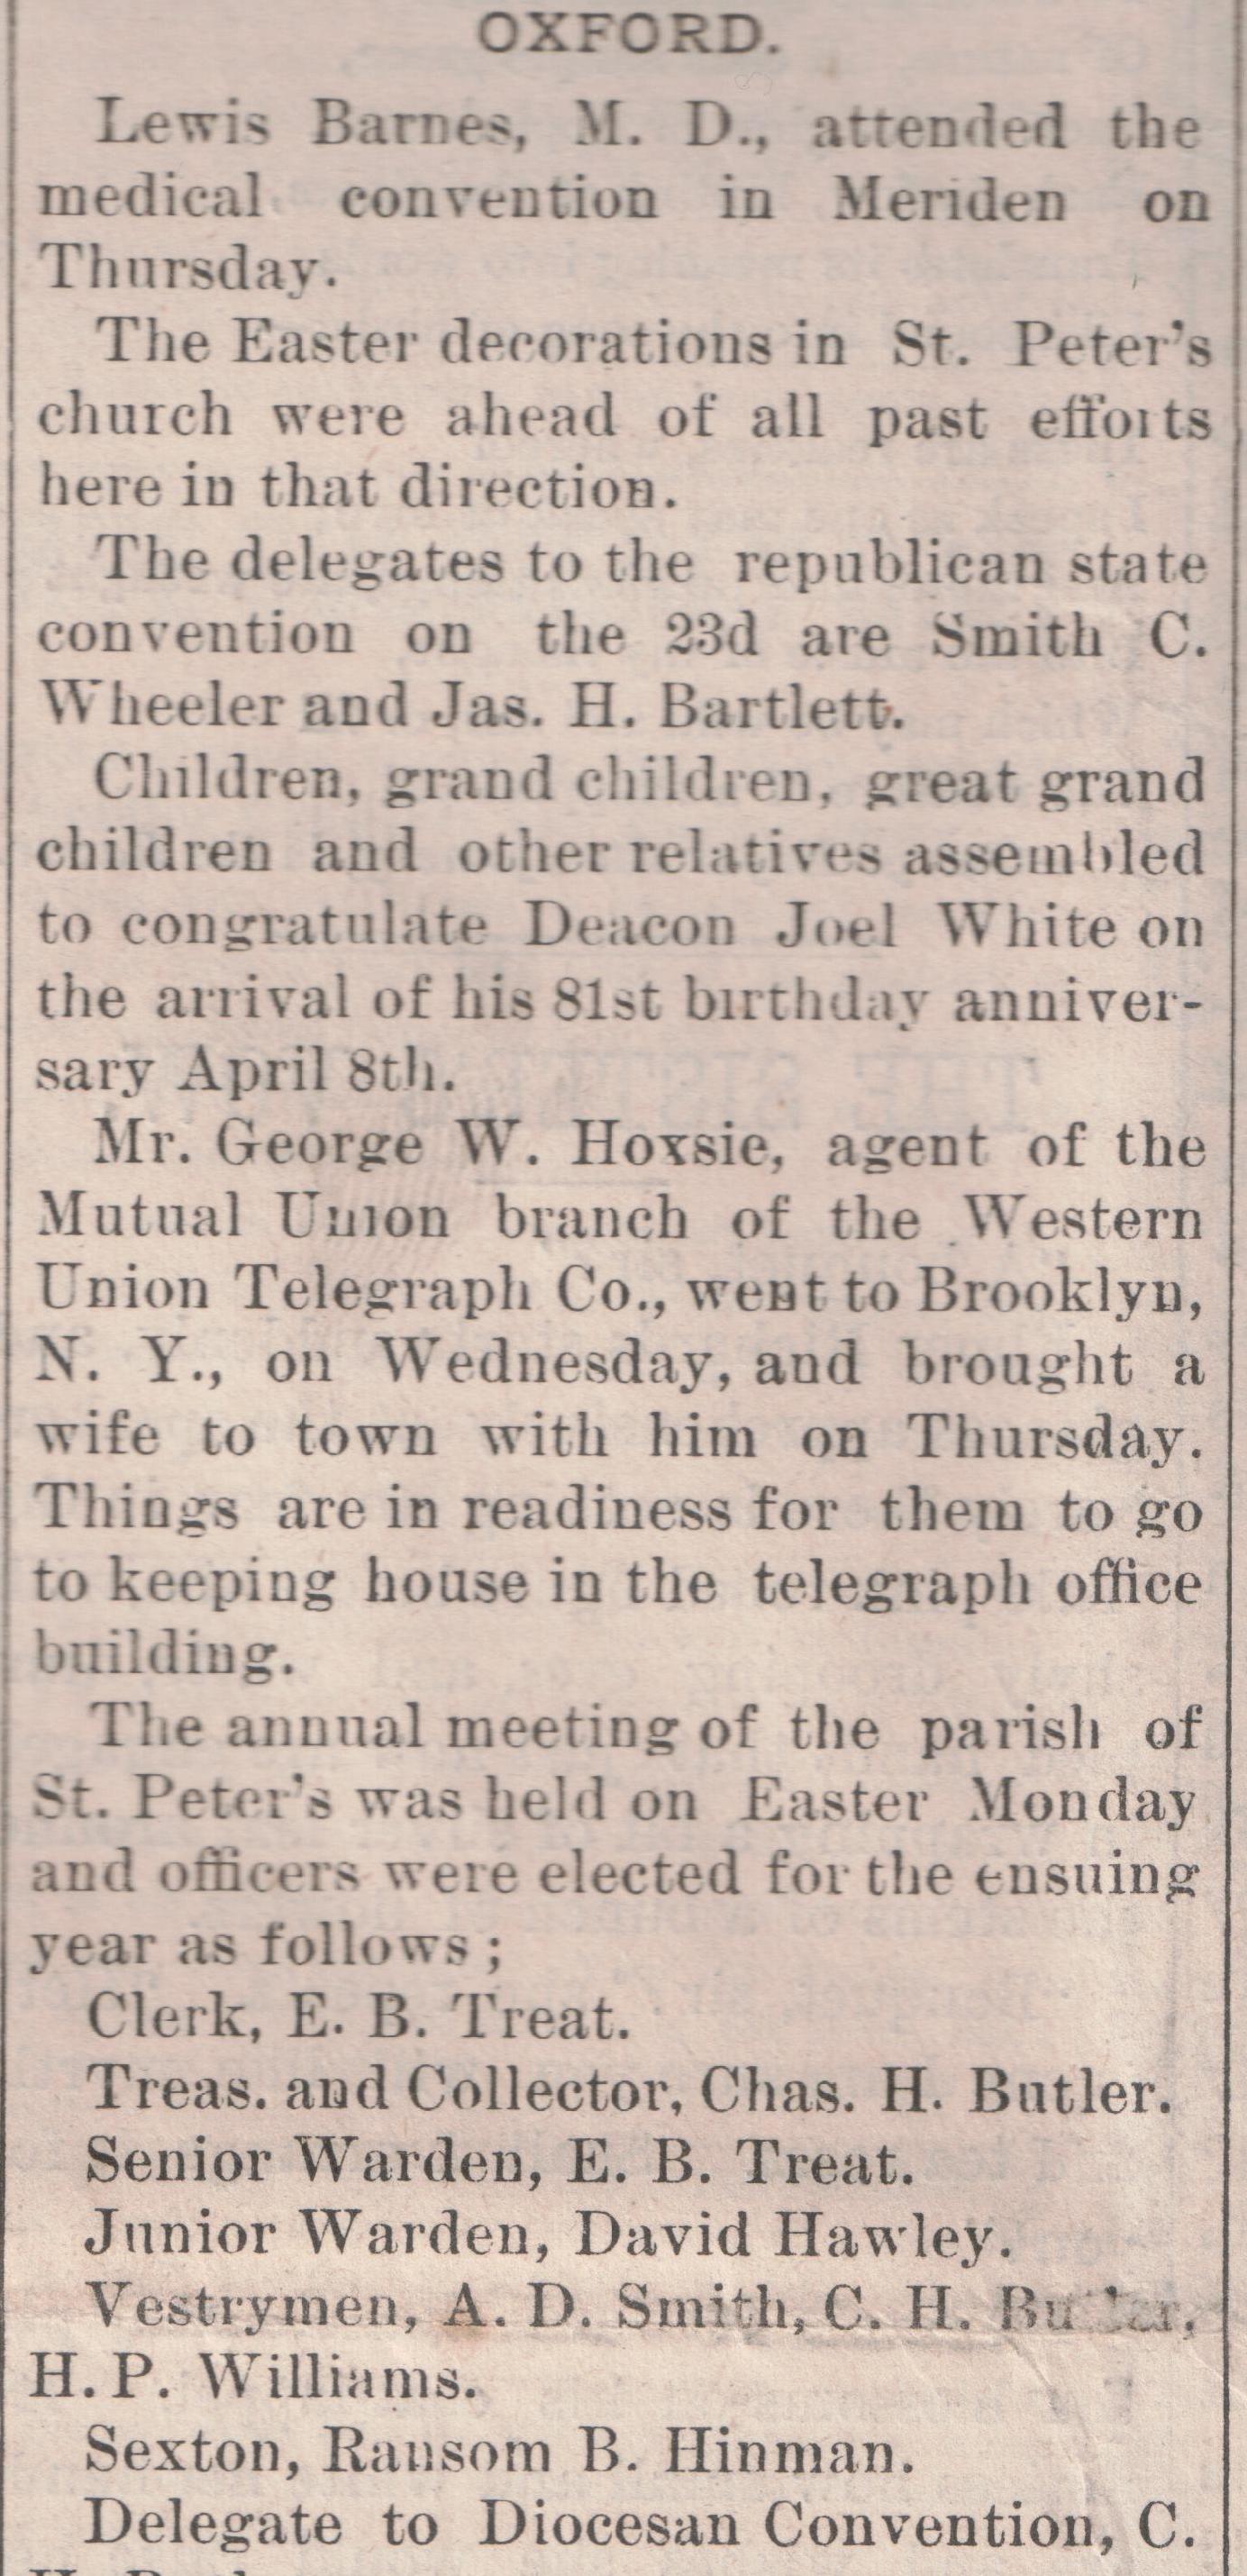 OXFORD.
Lewis Barnes, M. D., attended the
medical convention in Meriden on
Thursday.
The Easter decorations in St. Peter's
church were ahead of all past efforts
here in that direction.
The delegates to the republican state
convention on the 23d are Smith C.
Wheeler and Jas. H. Bartlett.
Children, grand children, great grand
children and other relatives assembled
to congratulate Deacon Joel White on
the arrival of his 81st birthday anniver-
sary April 8th.
Mr. George W. Hoxsie, agent of the
Mutual Union branch of the Western
Union Telegraph Co., went to Brooklyn,
N. Y., on Wednesday, and brought a
wife to town with him on Thursday.
Things are in readiness for them to go
to keeping house in the telegraph office
building.
The annual meeting of the parish of
St. Peter's was held on Easter Monday
and officers were elected for the ensuing
year as follows;
Clerk, E. B. Treat.
Treas. and Collector, Chas. H. Butler.
Senior Warden, E. B. Treat.
Junior Warden, David Hawley.
Vestrymen, A. D. Smith, C. H. Butler,
H. P. Williams.
Sexton, Ransom B. Hinman.
Delegate to Diocesan Convention, C.